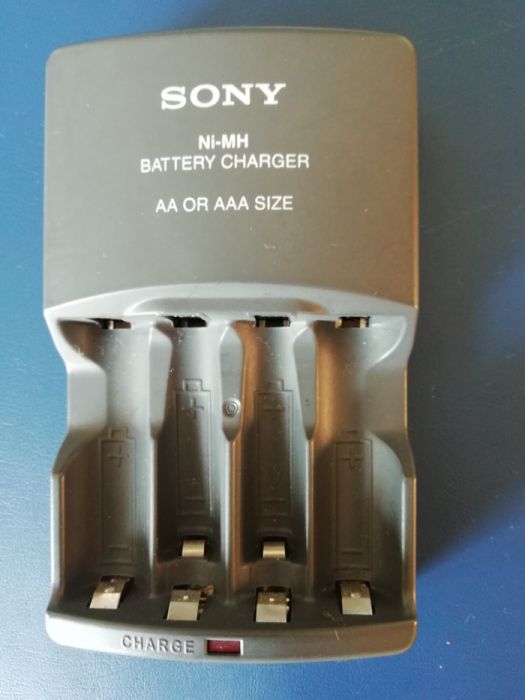 SONY
Ni-MH
BATTERY CHARGER
AA OR AAA SIZE
CHARGE